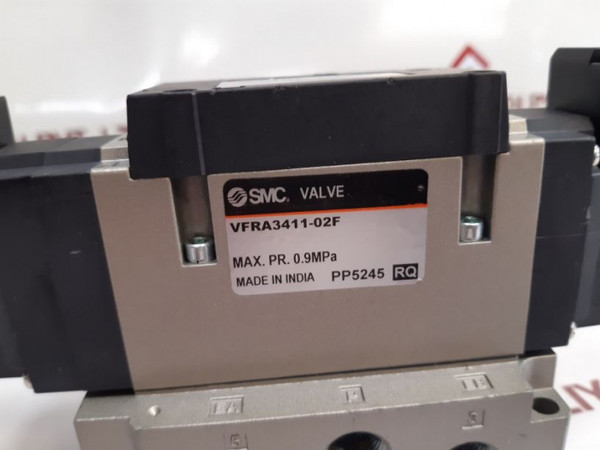 SMC VALVE
VFRA3411-02F
MAX. PR. 0.9MPa
MADE IN INDIA PP5245 RQ
P